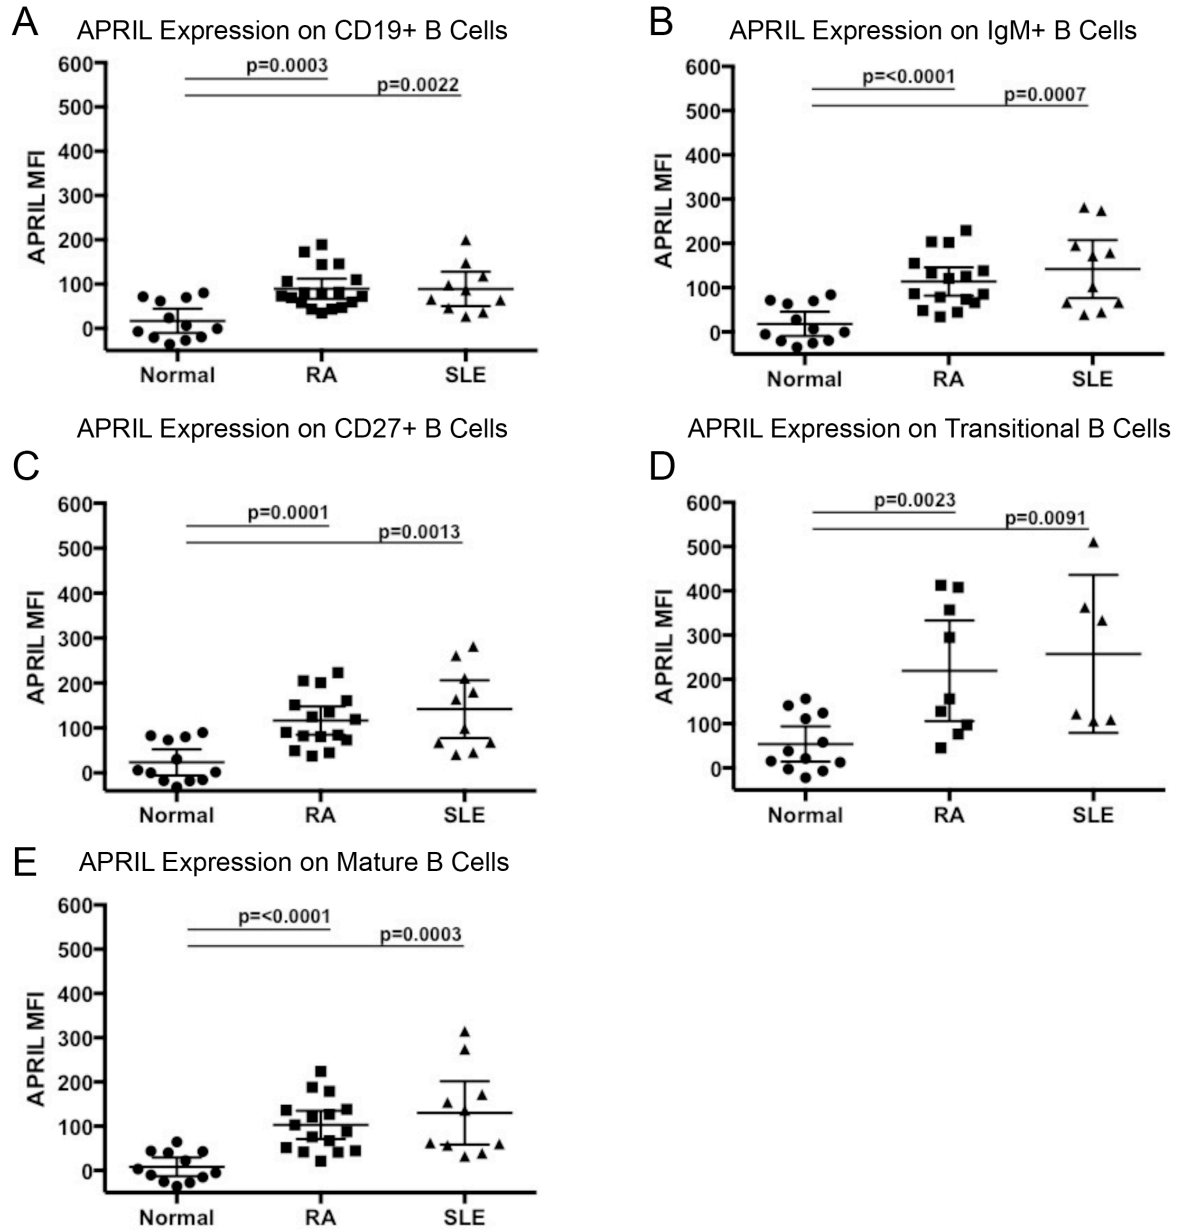 A
APRIL Expression on CD19+ B Cells
p=0.0003
p=0.0022
600
500
400
300
200
100
0
APRIL MFI
Normal RA SLE
B
APRIL Expression on IgM+ B Cells
p=<0.0001
p=0.0007
600
500
400
300
200
100
0
APRIL MFI
Normal RA SLE
APRIL Expression on CD27+ B Cells
C
p=0.0001
p=0.0013
600
500
400
300
200
100
0
APRIL MFI
Normal RA SLE
APRIL Expression on Transitional B Cells
D
p=0.0023
p=0.0091
600
500
400
300
200
100
0
APRIL MFI
Normal RA SLE
E
APRIL Expression on Mature B Cells
p=<0.0001
p=0.0003
600
500
400
300
200
100
0
APRIL MFI
Normal RA SLE